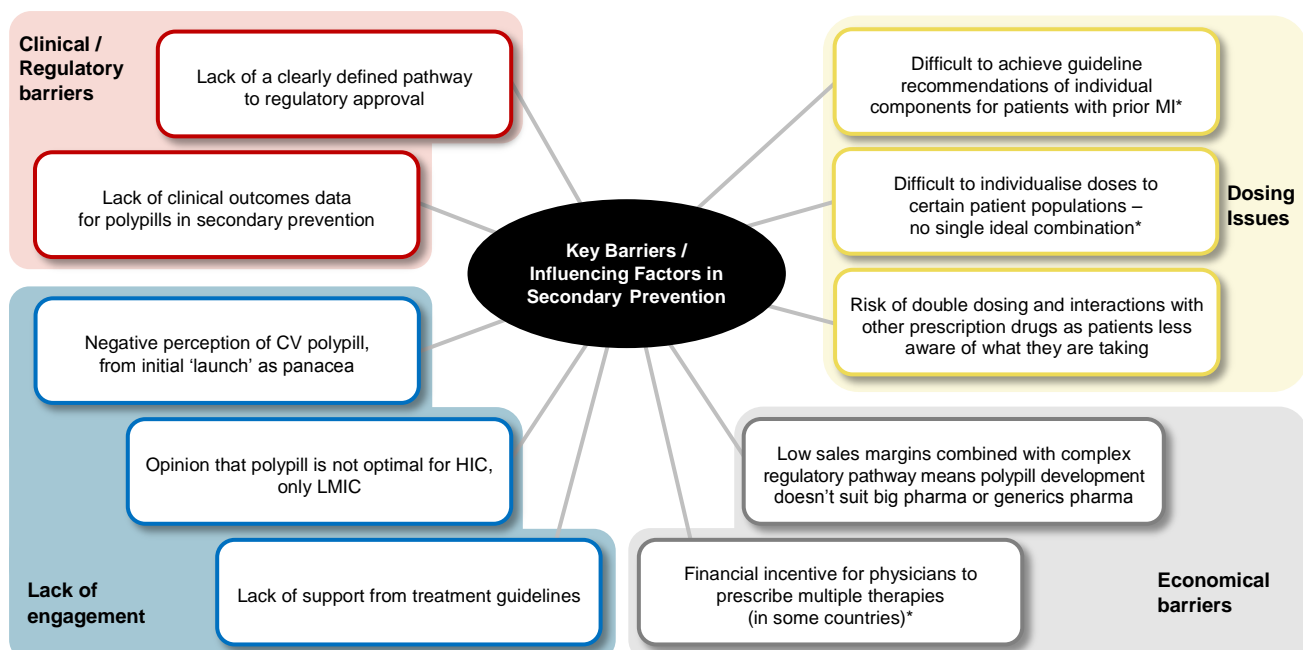 Clinical /
Regulatory
barriers
Lack of a clearly defined pathway
to regulatory approval
Lack of clinical outcomes data
for polypills in secondary prevention
Key Barriers /
Influencing Factors in
Secondary Prevention
Difficult to achieve guideline
recommendations of individual
components for patients with prior MI*
Difficult to individualise doses to
certain patient populations –
no single ideal combination*
Risk of double dosing and interactions with
other prescription drugs as patients less
aware of what they are taking
Dosing
Issues
Negative perception of CV polypill,
from initial ‘launch’ as panacea
Opinion that polypill is not optimal for HIC,
only LMIC
Lack of support from treatment guidelines
Lack of
engagement
Low sales margins combined with complex
regulatory pathway means polypill development
doesn’t suit big pharma or generics pharma
Financial incentive for physicians to
prescribe multiple therapies
(in some countries)*
Economical
barriers